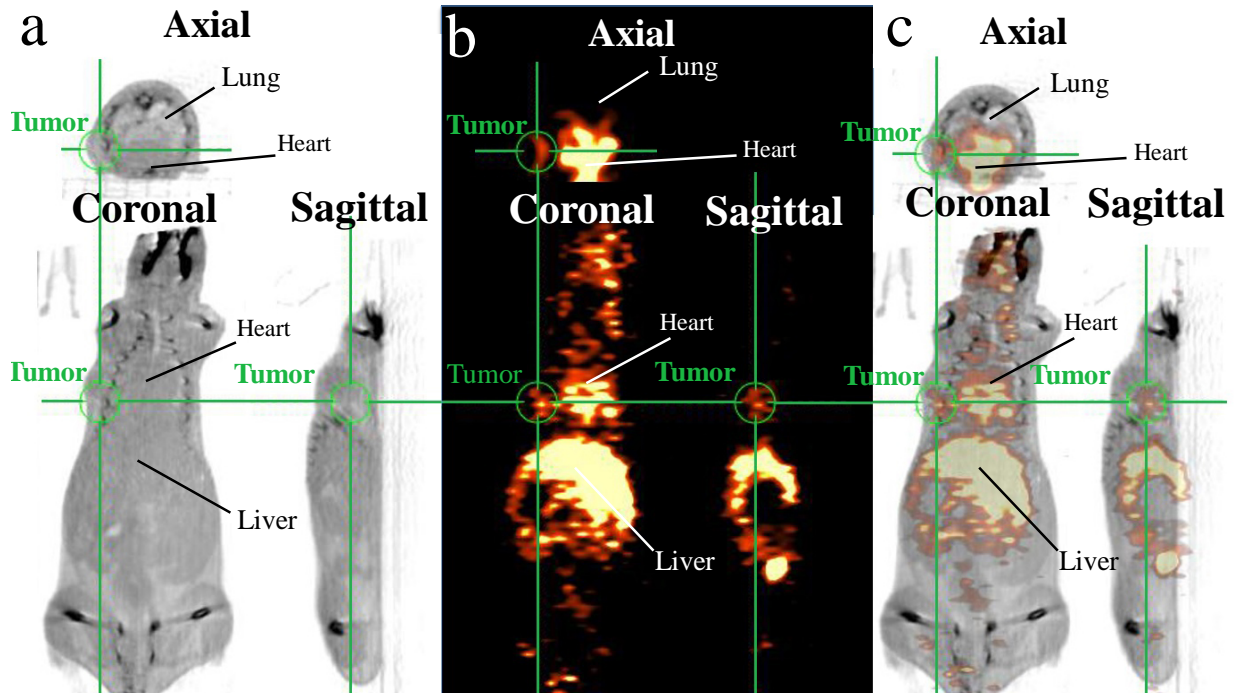 a
Axial
Lung
Tumor
Heart
Coronal
Sagittal
Heart
Tumor
Tumor
Liver
b
Axial
Lung
Tumor
Heart
Coronal
Sagittal
Heart
Tumor
Tumor
Liver
c
Axial
Lung
Tumor
Heart
Coronal
Sagittal
Heart
Tumor
Tumor
Liver